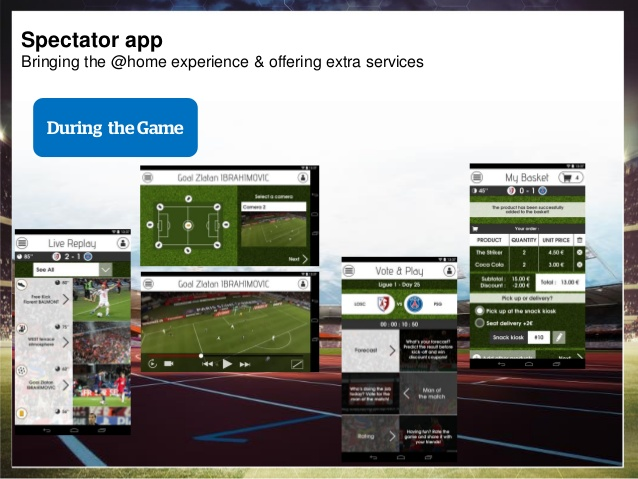 Spectator app
Bringing the @home experience & offering extra services
During the Game
Goal Zlatan IBRAHIMOVIC
Select a camera
Camera 2
Next
Goal Zlatan IBRAHIMOVIC
Live Replay
85'' 2 - 1
See All
Free Kick
Florent BALMONT
WEST terrace
atmosphere
Goal Zlatan
IBRAHIMOVIC
Vote & Play
Ligue 1 - Day 25
LOSC VS PSG
00 : 00 : 10 : 50
Forecast
What's your forecast?
Predict the result before
kick-off and win
discount coupons!
Who's doing the job
today? Vote for the
man of the match!
Man of
the match
Rating
Having fun? Rate the
game and share it with
your friends!
My Basket
4
45'' 0 - 1
The product has been successfully
added to the basket!
Your order :
PRODUCT QUANTITY UNIT PRICE
The Striker 2 4.50 €
Coca Cola 2 3.00 €
Subtotal : 15.00 €
Discount : -2.00 €
Total : 13.00 €
Pick up or delivery?
Pick up at the snack kiosk
Seat delivery +2€
Snack kiosk #10
Next